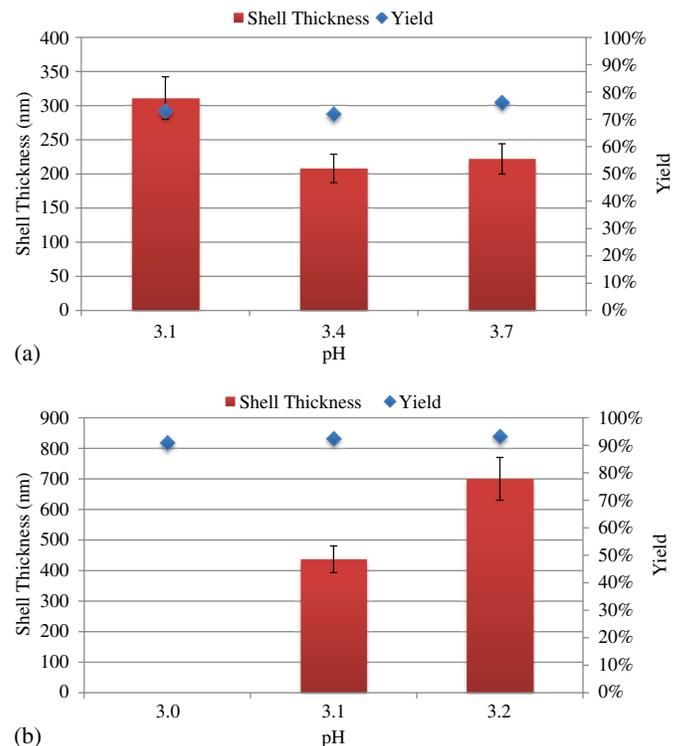 Shell Thickness Yield
400 100%
350 90%
300 80%
250 70%
200 60%
150 50%
100 40%
50 30%
0 20%
10%
0%
Shell Thickness (nm)
Yield
3.1 3.4 3.7
pH
(a)
Shell Thickness Yield
900 100%
800 90%
700 80%
600 70%
500 60%
400 50%
300 40%
200 30%
100 20%
0 10%
0%
Shell Thickness (nm)
Yield
3.0 3.1 3.2
pH
(b)